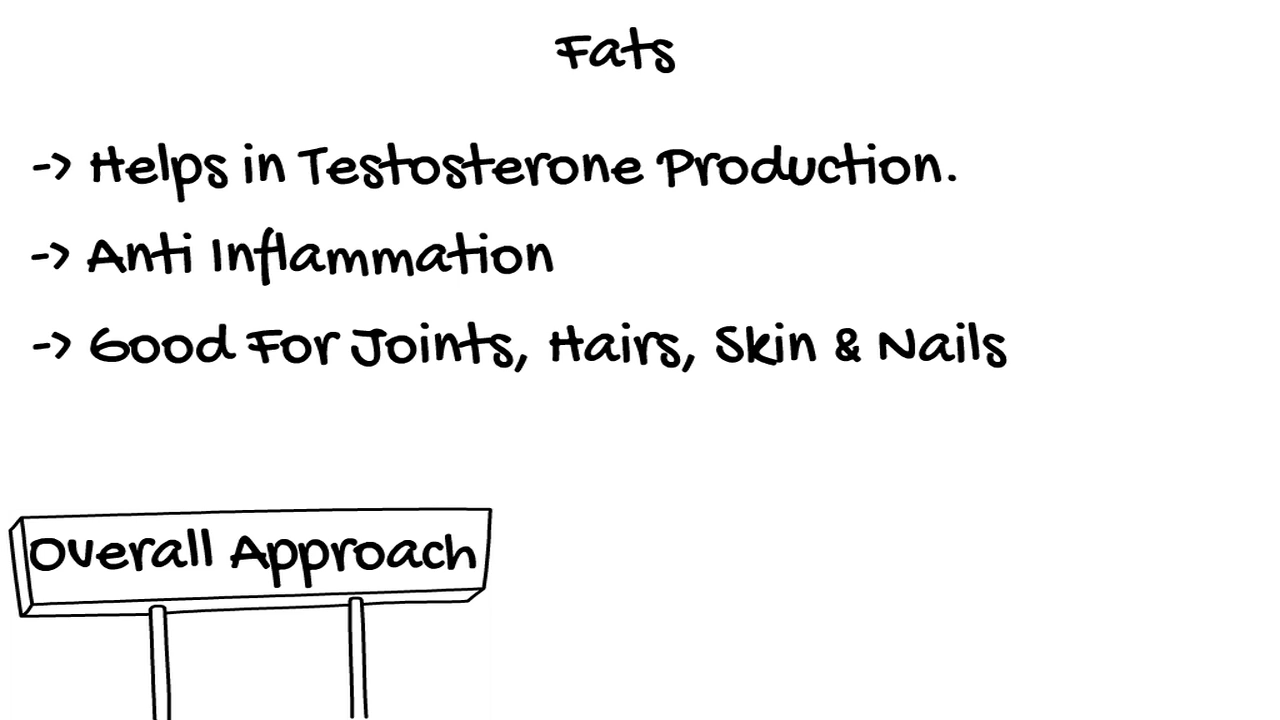 Fats
-> Helps in Testosterone Production.
-> Anti Inflammation
-> Good For Joints, Hairs, Skin & Nails
Overall Approach